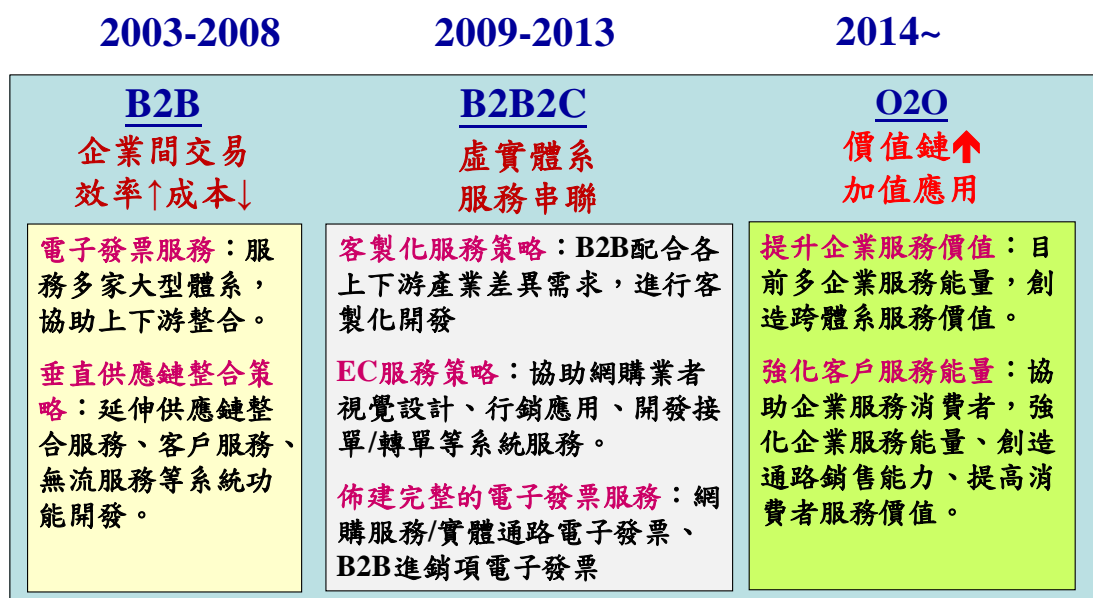 2003-2008
2009-2013
2014~
B2B
企業間交易
效率↑成本↓
電子發票服務：服
務多家大型體系，
協助上下游整合。
垂直供應鏈整合策
略：延伸供應鏈整
合服務、客戶服務、
無流服務等系統功
能開發。
B2B2C
虛實體系
服務串聯
客製化服務策略：B2B配合各
上下游產業差異需求，進行客
製化開發
EC服務策略：協助網購業者
視覺設計、行銷應用、開發接
單/轉單等系統服務。
佈建完整的電子發票服務：網
購服務/實體通路電子發票、
B2B進銷項電子發票
O2O
價值鏈↑
加值應用
提升企業服務價值：目
前多企業服務能量，創
造跨體系服務價值。
強化客戶服務能量：協
助企業服務消費者，強
化企業服務能量、創造
通路銷售能力、提高消
費者服務價值。